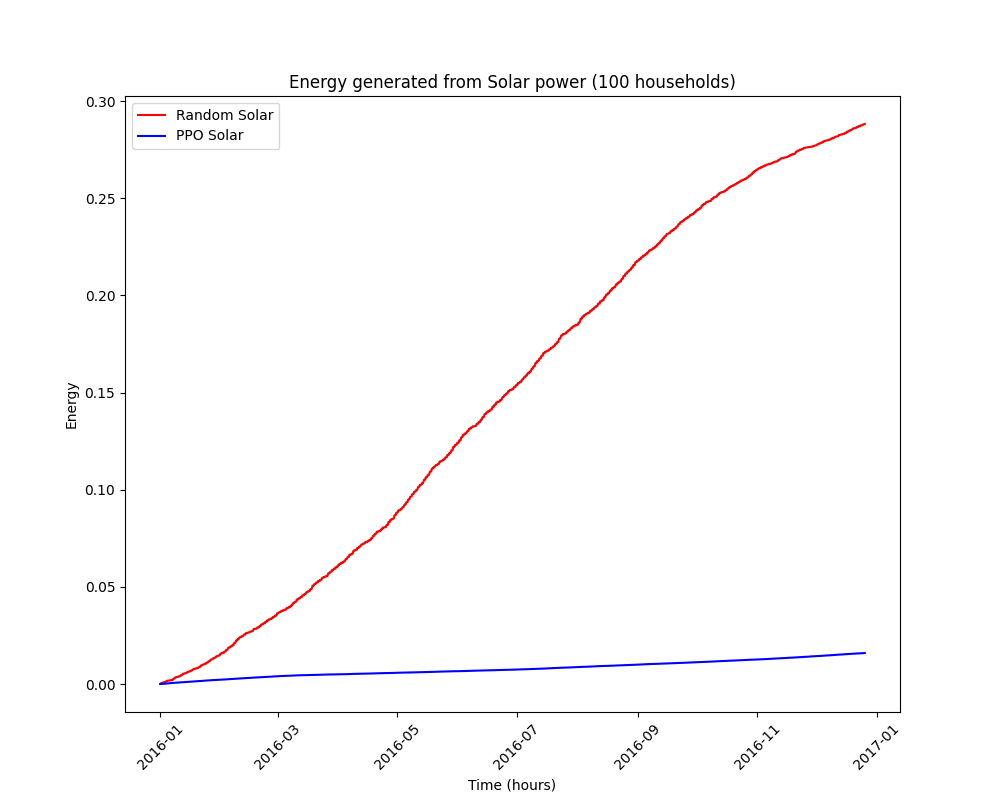 Energy generated from Solar power (100 households)
Random Solar
PPO Solar
0.30
0.25
0.20
0.15
0.10
0.05
0.00
Energy
2016-01
2016-03
2016-05
2016-07
2016-09
2016-11
2017-01
Time (hours)